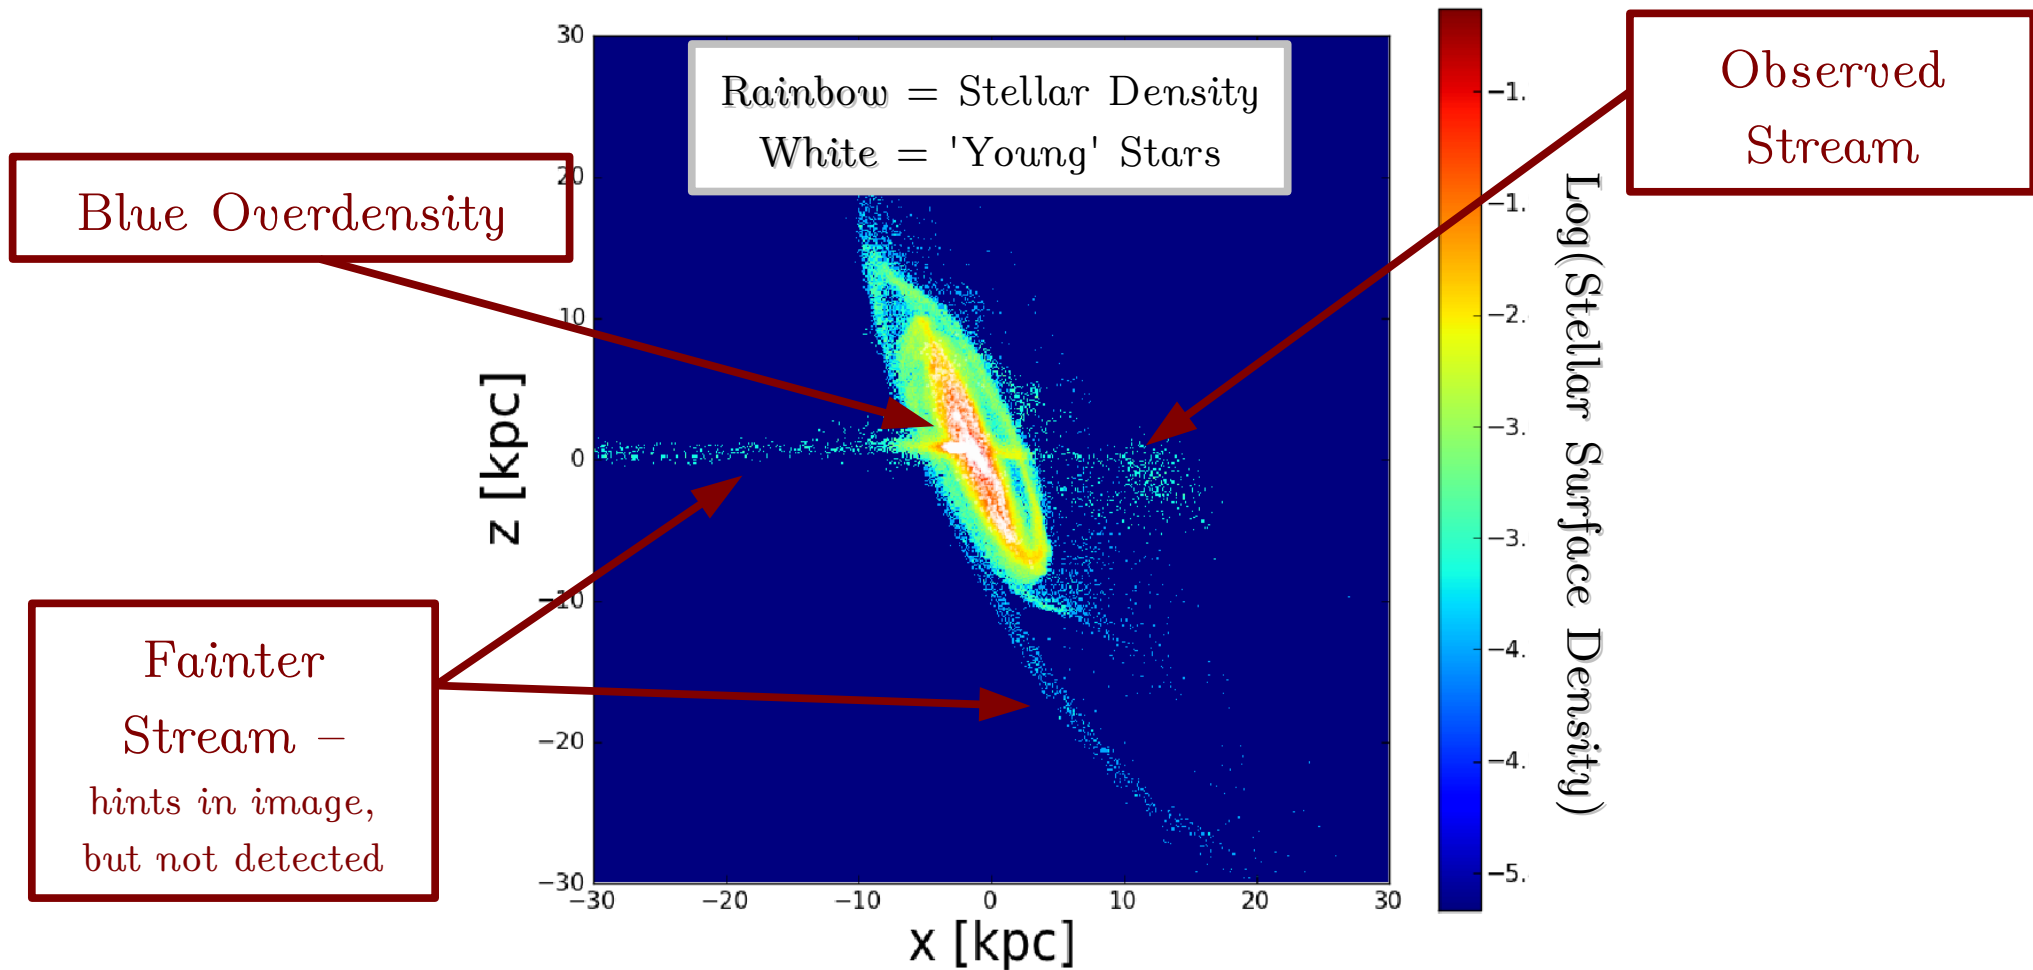 Rainbow = Stellar Density
White = 'Young' Stars
Observed
Stream
Blue Overdensity
Fainter
Stream –
hints in image,
but not detected
30
20
10
0
−10
−20
−30
z [kpc]
−30 −20 −10 0 10 20 30
x [kpc]
−1.
−1.
−2.
−3.
−3.
−4.
−4.
−5.
Log(Stellar Surface Density)